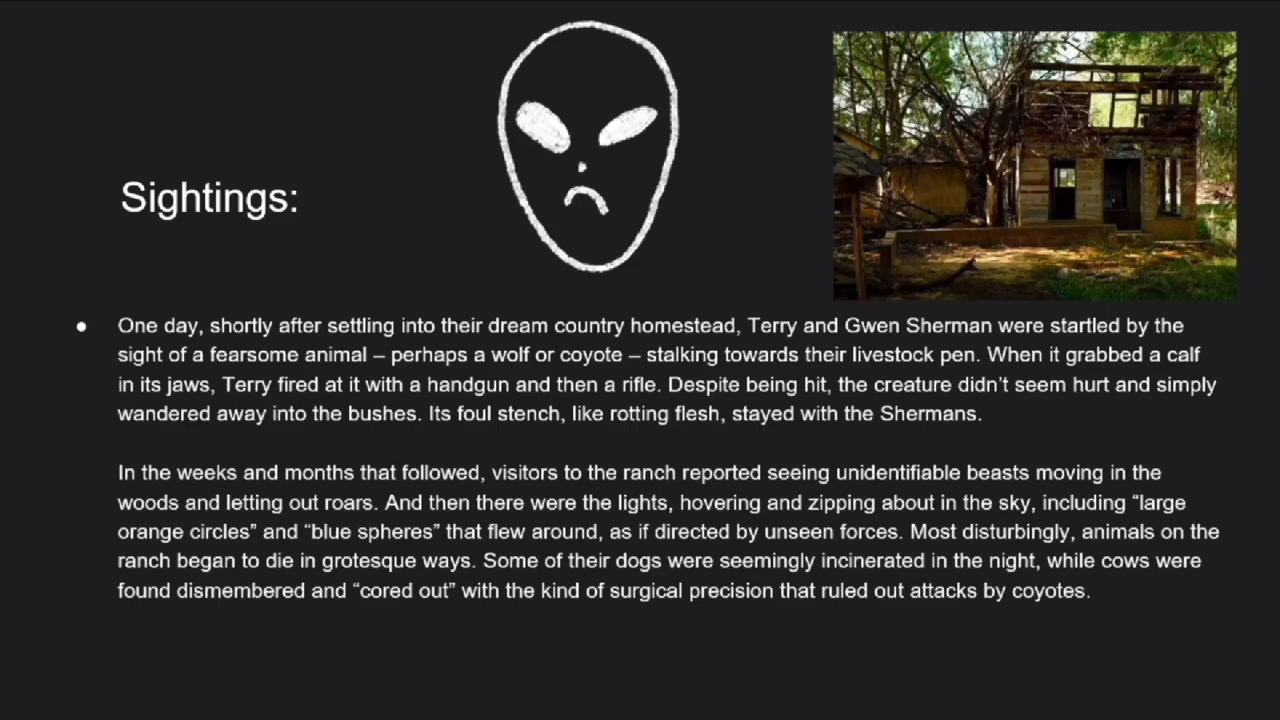 Sightings:
● One day, shortly after settling into their dream country homestead, Terry and Gwen Sherman were startled by the
sight of a fearsome animal – perhaps a wolf or coyote – stalking towards their livestock pen. When it grabbed a calf
in its jaws, Terry fired at it with a handgun and then a rifle. Despite being hit, the creature didn’t seem hurt and simply
wandered away into the bushes. Its foul stench, like rotting flesh, stayed with the Shermans.
In the weeks and months that followed, visitors to the ranch reported seeing unidentifiable beasts moving in the
woods and letting out roars. And then there were the lights, hovering and zipping about in the sky, including “large
orange circles” and “blue spheres” that flew around, as if directed by unseen forces. Most disturbingly, animals on the
ranch began to die in grotesque ways. Some of their dogs were seemingly incinerated in the night, while cows were
found dismembered and “cored out” with the kind of surgical precision that ruled out attacks by coyotes.